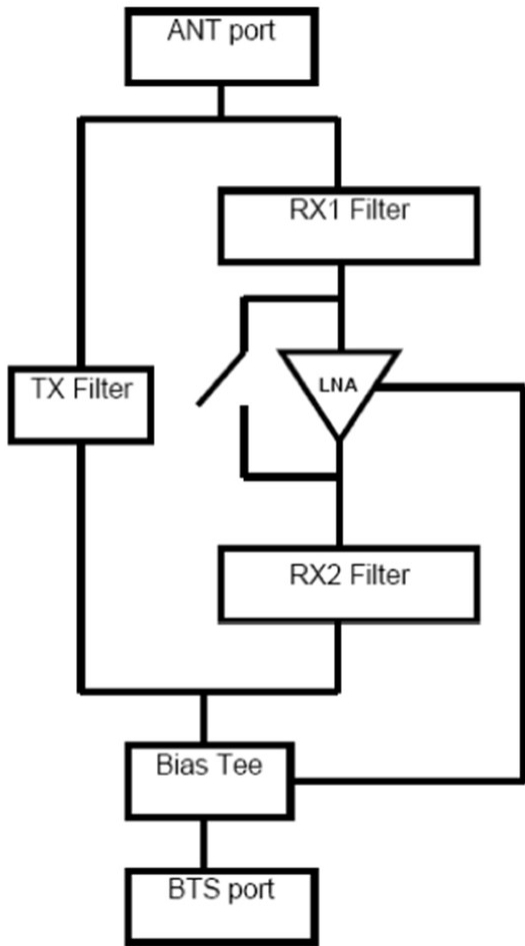 ANT port
RX1 Filter
TX Filter
LNA
RX2 Filter
Bias Tee
BTS port